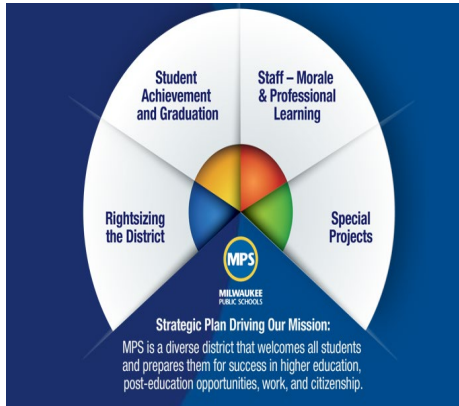 Student
Achievement
and Graduation
Staff – Morale
& Professional
Learning
Rightsizing
the District
Special
Projects
MPS
MILWAUKEE
PUBLIC SCHOOLS
Strategic Plan Driving Our Mission:
MPS is a diverse district that welcomes all students
and prepares them for success in higher education,
post-education opportunities, work, and citizenship.